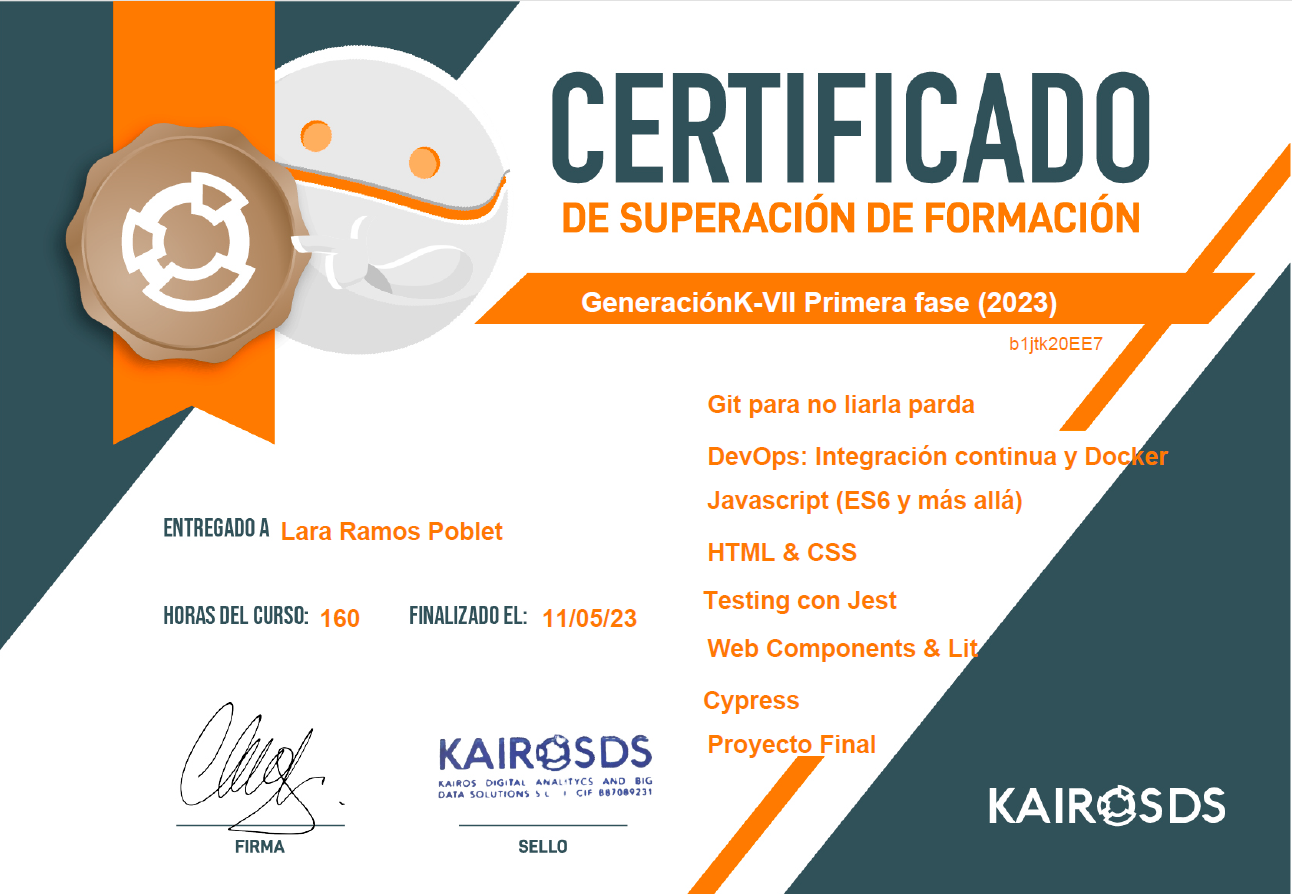 CERTIFICADO
DE SUPERACIÓN DE FORMACIÓN
GeneraciónK-VII Primera fase (2023)
b1jtk20EE7
Git para no liarla parda
DevOps: Integración continua y Docker
Javascript (ES6 y más allá)
HTML & CSS
Testing con Jest
Web Components & Lit
Cypress
Proyecto Final
ENTREGADO A Lara Ramos Poblet
HORAS DEL CURSO: 160 FINALIZADO EL: 11/05/23
KAIROSDS
KAIROS DIGITAL ANALITYCS AND BIG
DATA SOLUTIONS S L CIF B87089231
FIRMA
SELLO
KAIROSDS